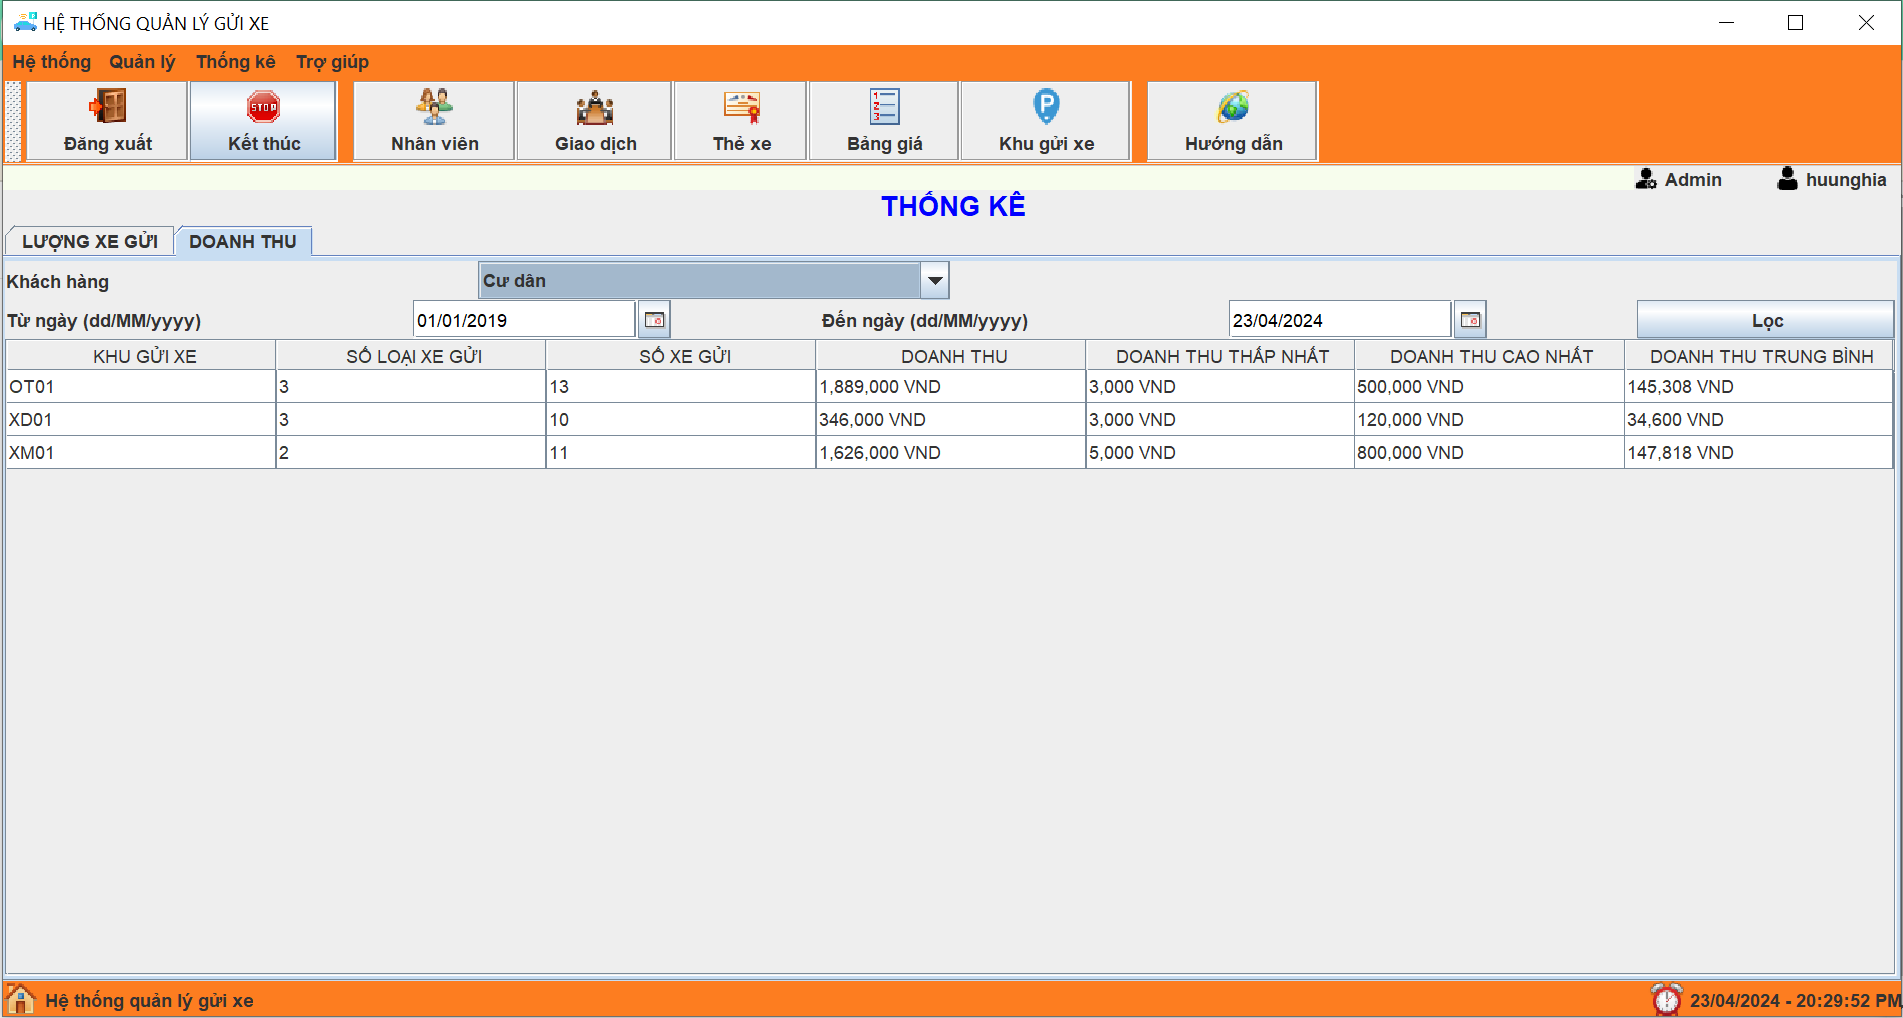 HỆ THỐNG QUẢN LÝ GỬI XE
Hệ thống Quản lý Thống kê Trợ giúp
STOP P
Đăng xuất Kết thúc Nhân viên Giao dịch Thẻ xe Bảng giá Khu gửi xe Hướng dẫn
Admin huunghia
THỐNG KÊ
LƯỢNG XE GỬI DOANH THU
Khách hàng Cư dân
Từ ngày (dd/MM/yyyy) 01/01/2019 Đến ngày (dd/MM/yyyy) 23/04/2024 Lọc
KHU GỬI XE SỐ LOẠI XE GỬI SỐ XE GỬI DOANH THU DOANH THU THẤP NHẤT DOANH THU CAO NHẤT DOANH THU TRUNG BÌNH
OT01 3 13 1,889,000 VND 3,000 VND 500,000 VND 145,308 VND
XD01 3 10 346,000 VND 3,000 VND 120,000 VND 34,600 VND
XM01 2 11 1,626,000 VND 5,000 VND 800,000 VND 147,818 VND
Hệ thống quản lý gửi xe 23/04/2024 - 20:29:52 PM